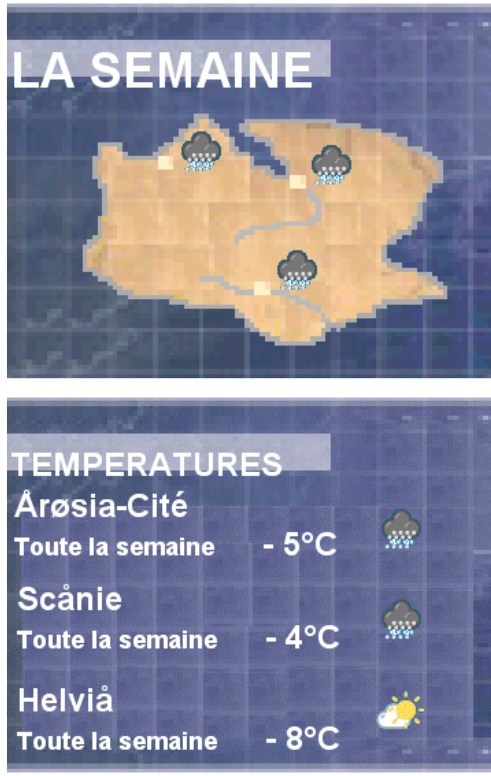 LA SEMAINE
TEMPERATURES
Årøsia-Cité
Toute la semaine - 5°C
Scånie
Toute la semaine - 4°C
Helviå
Toute la semaine - 8°C